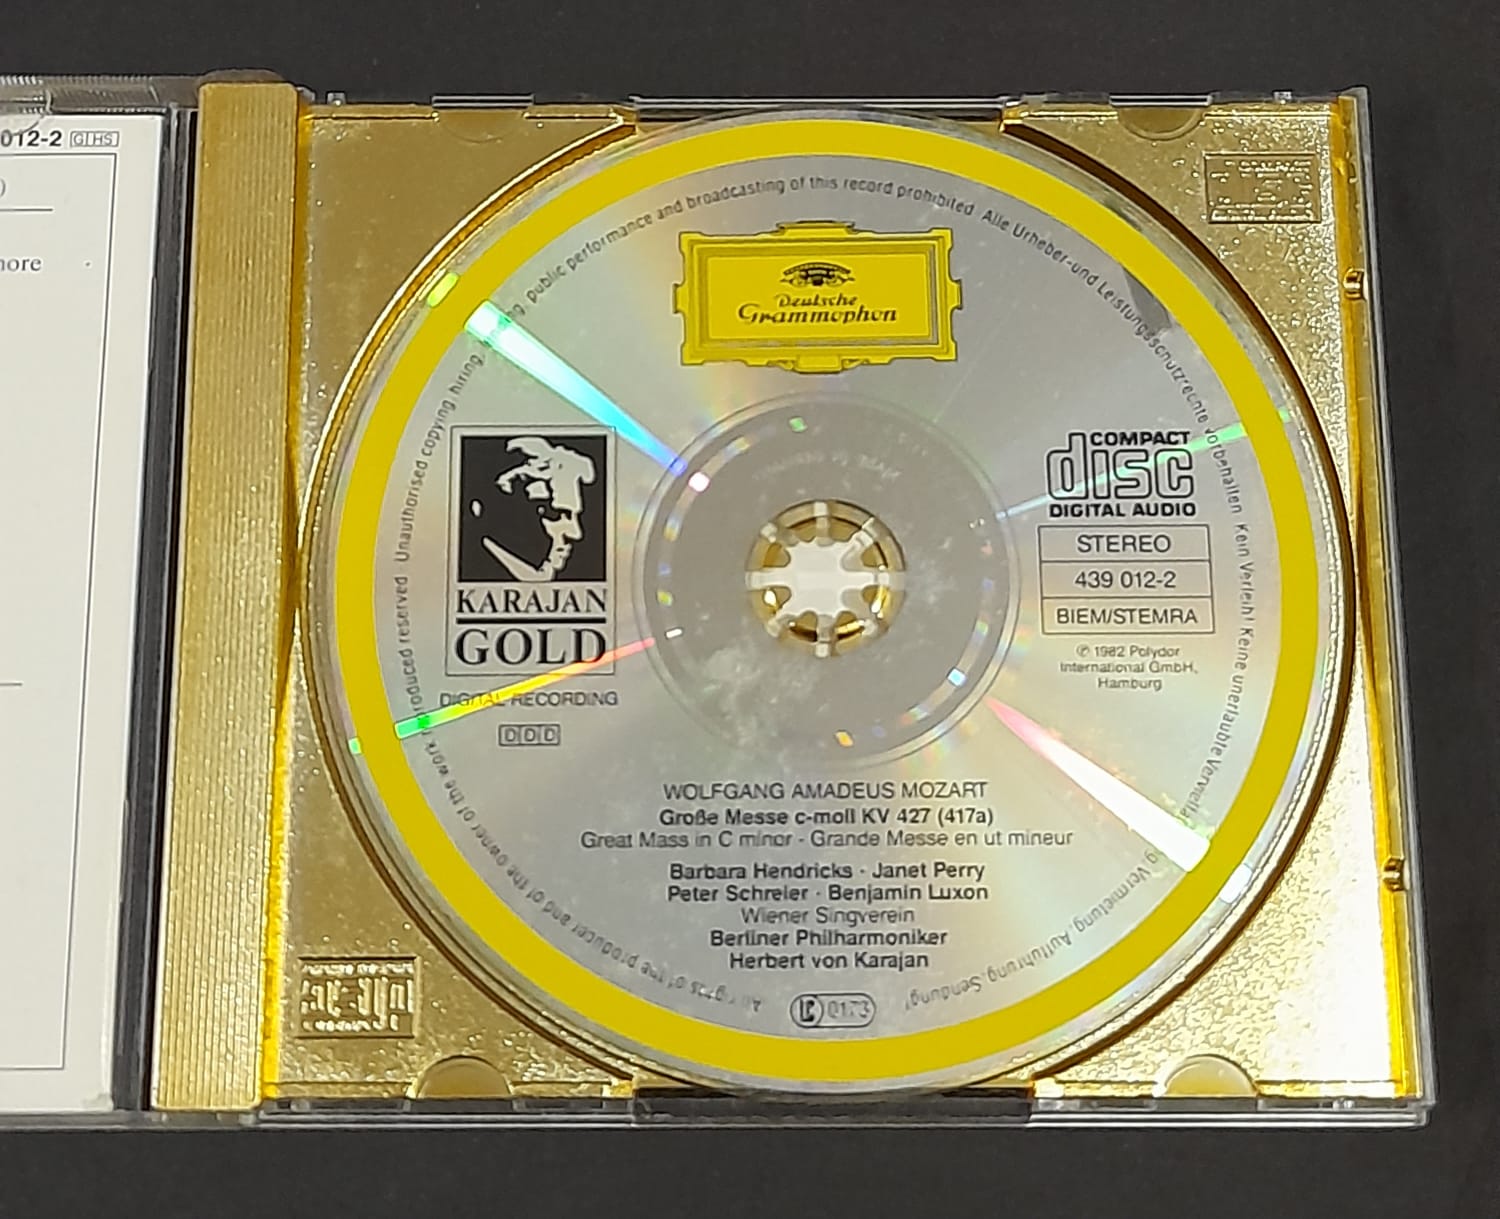 012-2 GHS
)
more
Deutsche
Grammophon
KARAJAN
GOLD
DIGITAL RECORDING
DDD
COMPACT
disc
DIGITAL AUDIO
STEREO
439 012-2
BIEM/STEMRA
℗ 1982 Polydor
International GmbH,
Hamburg
WOLFGANG AMADEUS MOZART
Große Messe c-moll KV 427 (417a)
Great Mass in C minor · Grande Messe en ut mineur
Barbara Hendricks · Janet Perry
Peter Schreier · Benjamin Luxon
Wiener Singverein
Berliner Philharmoniker
Herbert von Karajan
LC 0173
All rights of the producer and of the owner of the work reproduced reserved Unauthorised copying, hiring, public performance and broadcasting of this record prohibited Alle Urheber-und Leistungsschutzrechte vorbehalten Kein Verleih! Keine unerlaubte Vermietung, Aufführung, Sendung!